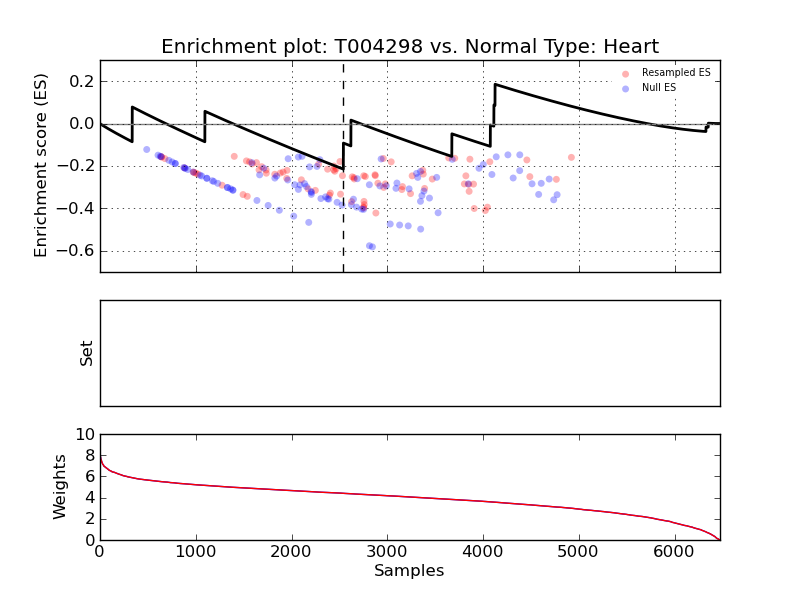 Enrichment plot: T004298 vs. Normal Type: Heart
Enrichment score (ES)
0.2
0.0
−0.2
−0.4
−0.6
Resampled ES
Null ES
Set
Weights
10
8
6
4
2
0
0 1000 2000 3000 4000 5000 6000
Samples